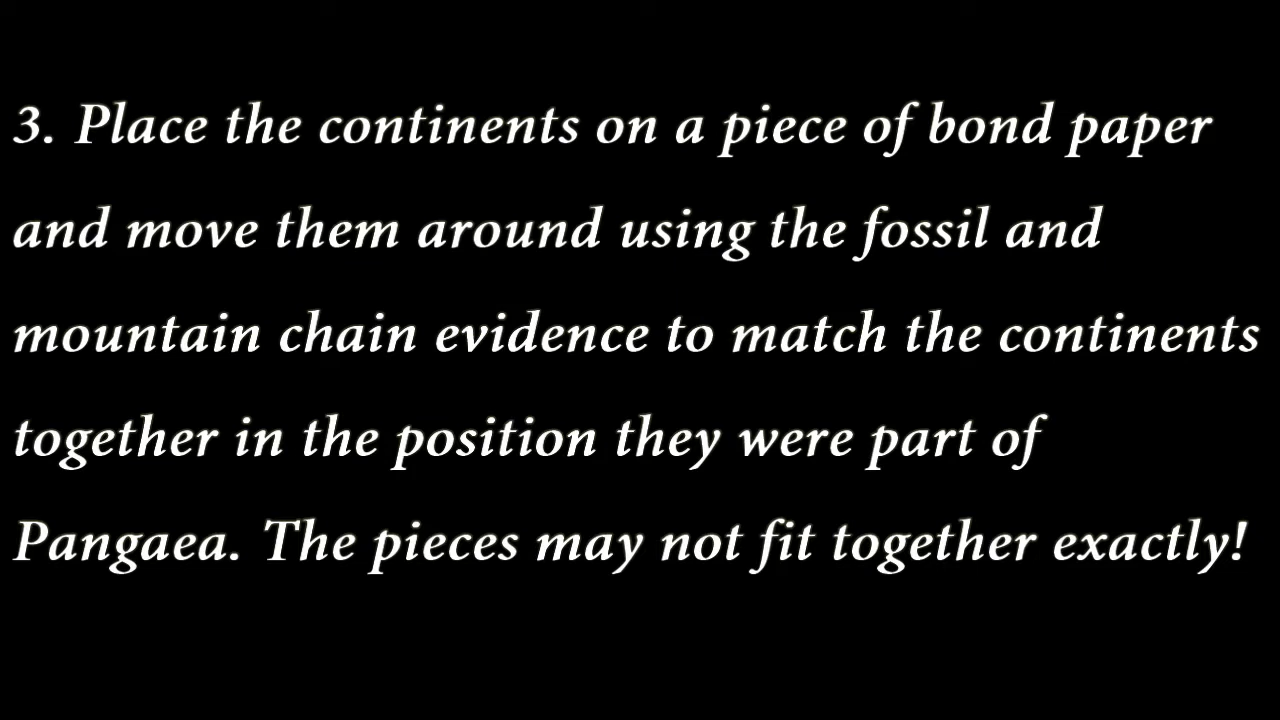 3. Place the continents on a piece of bond paper
and move them around using the fossil and
mountain chain evidence to match the continents
together in the position they were part of
Pangaea. The pieces may not fit together exactly!